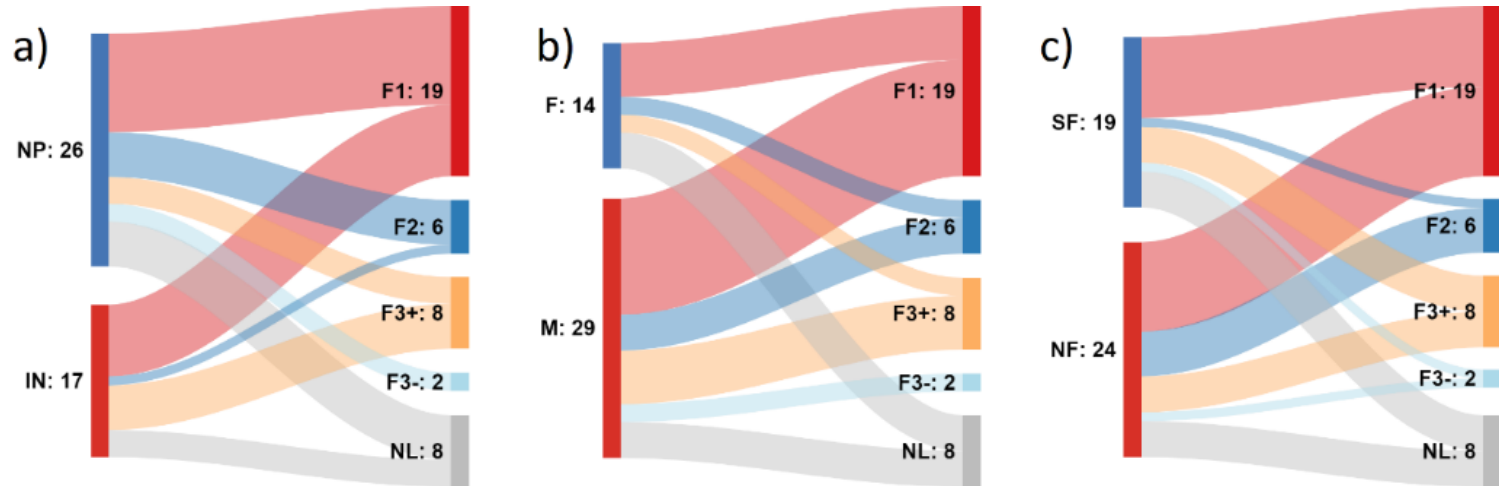 a)
NP: 26
IN: 17
F1: 19
F2: 6
F3+: 8
F3-: 2
NL: 8
b)
F: 14
M: 29
F1: 19
F2: 6
F3+: 8
F3-: 2
NL: 8
c)
SF: 19
NF: 24
F1: 19
F2: 6
F3+: 8
F3-: 2
NL: 8